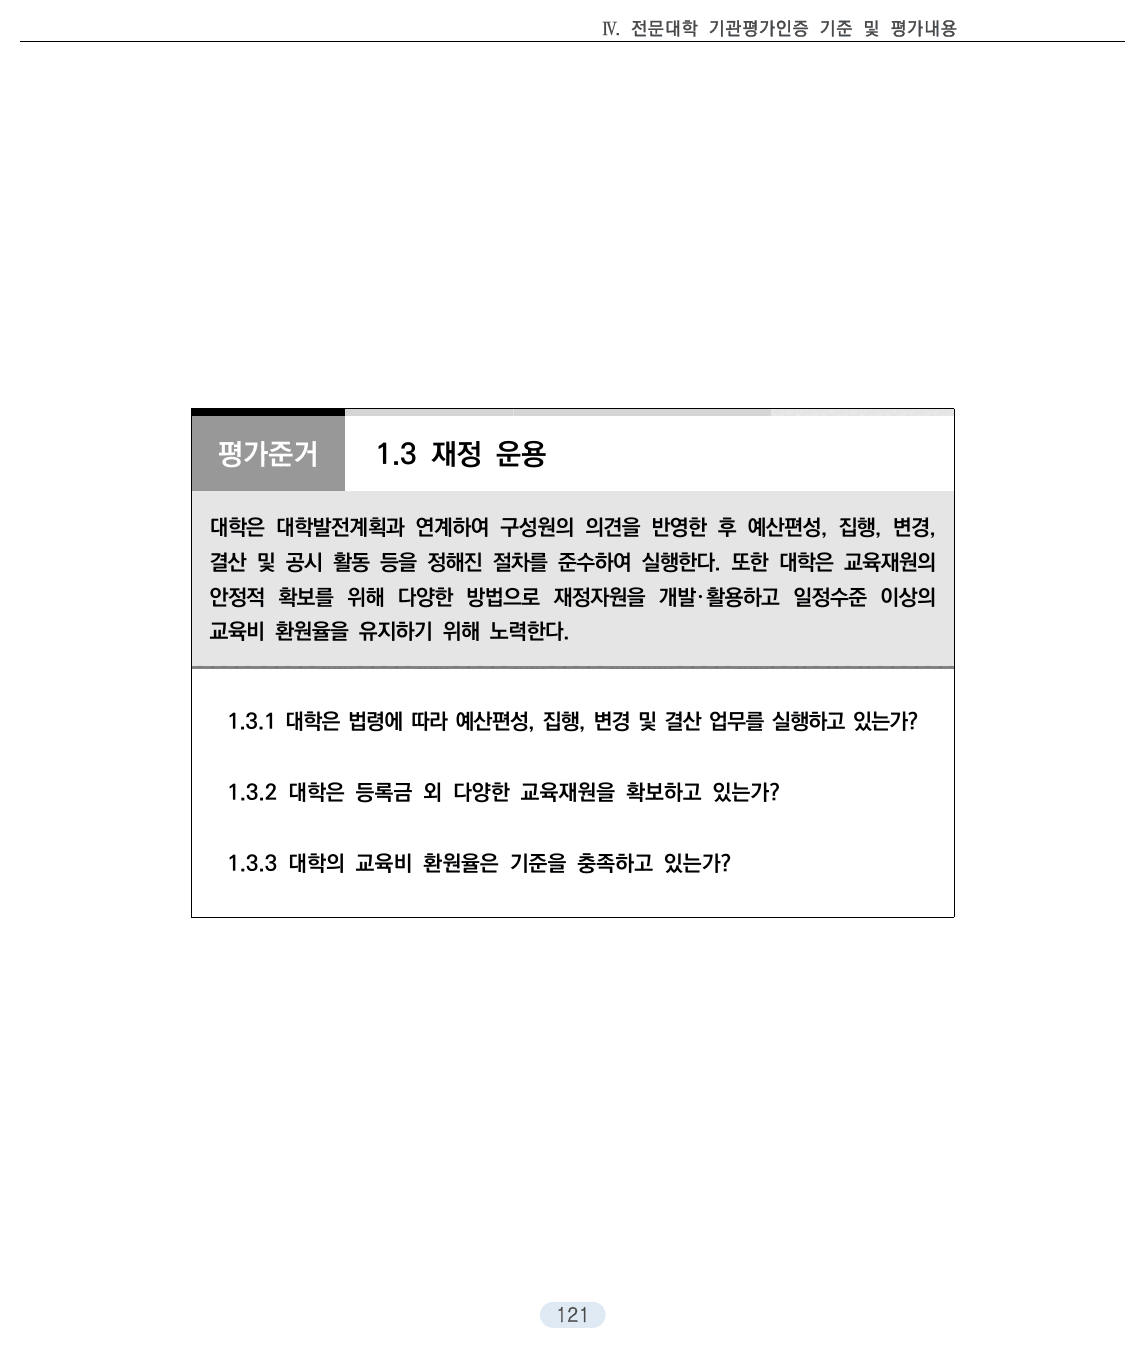 Ⅳ. 전문대학 기관평가인증 기준 및 평가내용
평가준거
1.3 재정 운용
대학은 대학발전계획과 연계하여 구성원의 의견을 반영한 후 예산편성, 집행, 변경,
결산 및 공시 활동 등을 정해진 절차를 준수하여 실행한다. 또한 대학은 교육재원의
안정적 확보를 위해 다양한 방법으로 재정자원을 개발·활용하고 일정수준 이상의
교육비 환원율을 유지하기 위해 노력한다.
1.3.1 대학은 법령에 따라 예산편성, 집행, 변경 및 결산 업무를 실행하고 있는가?
1.3.2 대학은 등록금 외 다양한 교육재원을 확보하고 있는가?
1.3.3 대학의 교육비 환원율은 기준을 충족하고 있는가?
121